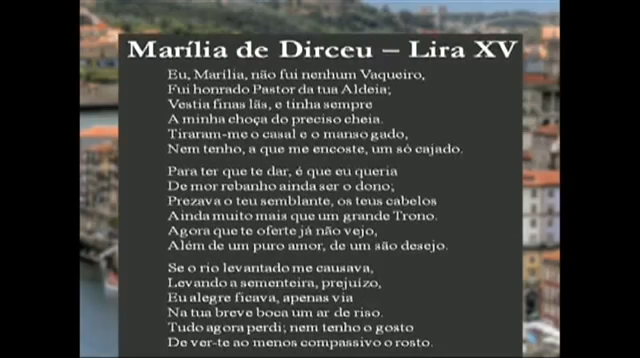 Marília de Dirceu – Lira XV
Eu, Marília, não fui nenhum Vaqueiro,
Fui honrado Pastor da tua Aldeia;
Vestia finas lãs, e tinha sempre
A minha choça do preciso cheia.
Tiraram-me o casal e o manso gado,
Nem tenho, a que me encoste, um só cajado.
Para ter que te dar, é que eu queria
De mor rebanho ainda ser o dono;
Prezava o teu semblante, os teus cabelos
Ainda muito mais que um grande Trono.
Agora que te oferte já não vejo,
Além de um puro amor, de um são desejo.
Se o rio levantado me causava,
Levando a sementeira, prejuízo,
Eu alegre ficava, apenas via
Na tua breve boca um ar de riso.
Tudo agora perdi; nem tenho o gosto
De ver-te ao menos compassivo o rosto.